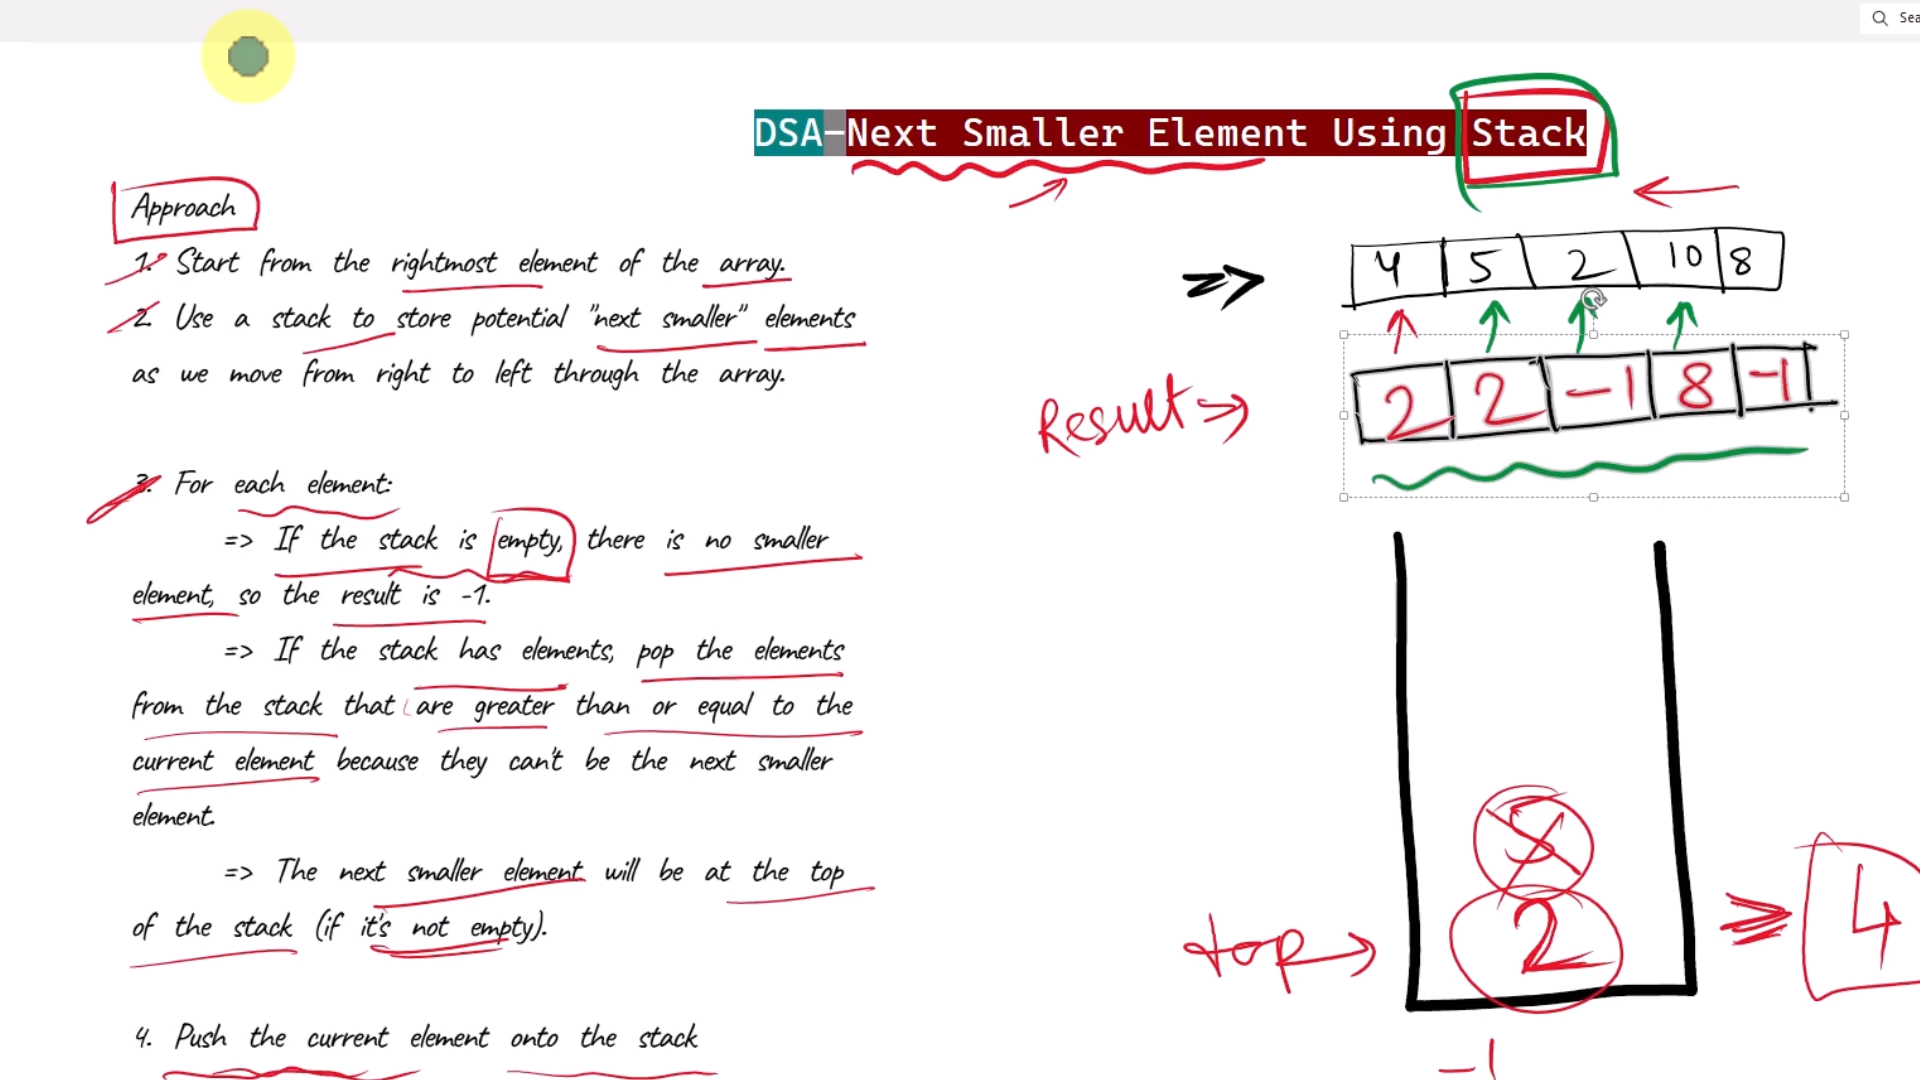 Sea
DSA-Next Smaller Element Using Stack
Approach
1. Start from the rightmost element of the array.
2. Use a stack to store potential "next smaller" elements
as we move from right to left through the array.
3. For each element:
=> If the stack is empty, there is no smaller
element, so the result is -1.
=> If the stack has elements, pop the elements
from the stack that are greater than or equal to the
current element because they can't be the next smaller
element.
=> The next smaller element will be at the top
of the stack (if it's not empty).
4. Push the current element onto the stack
4 5 2 10 8
Result
2 2 -1 8 -1
5
2
top
4
-1